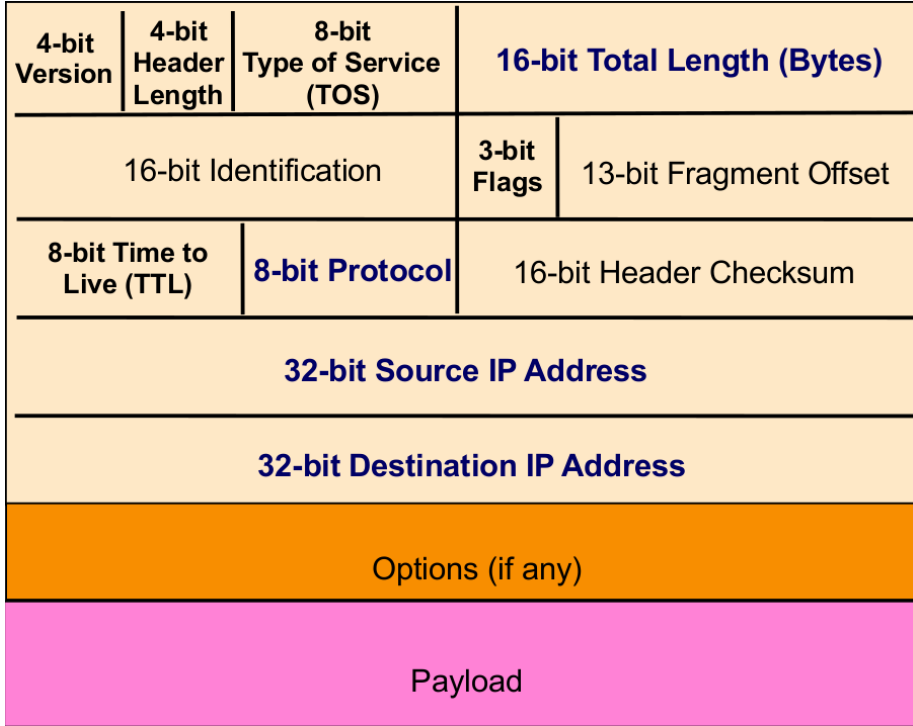 4-bit
Version
4-bit
Header
Length
8-bit
Type of Service
(TOS)
16-bit Total Length (Bytes)
16-bit Identification
3-bit
Flags
13-bit Fragment Offset
8-bit Time to
Live (TTL)
8-bit Protocol
16-bit Header Checksum
32-bit Source IP Address
32-bit Destination IP Address
Options (if any)
Payload